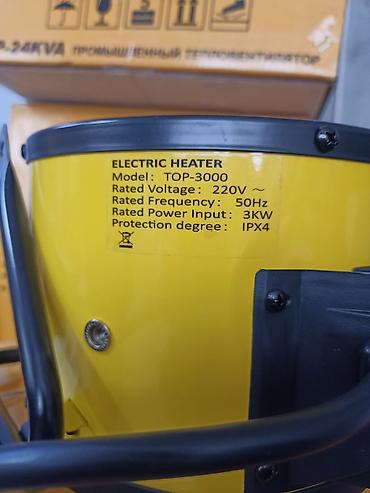 P-24KVA ПРОМЫШЛЕННЫЙ ТЕПЛОВЕНТИЛЯТОР
ELECTRIC HEATER
Model: TOP-3000
Rated Voltage: 220V ~
Rated Frequency: 50Hz
Rated Power Input: 3KW
Protection degree: IPX4